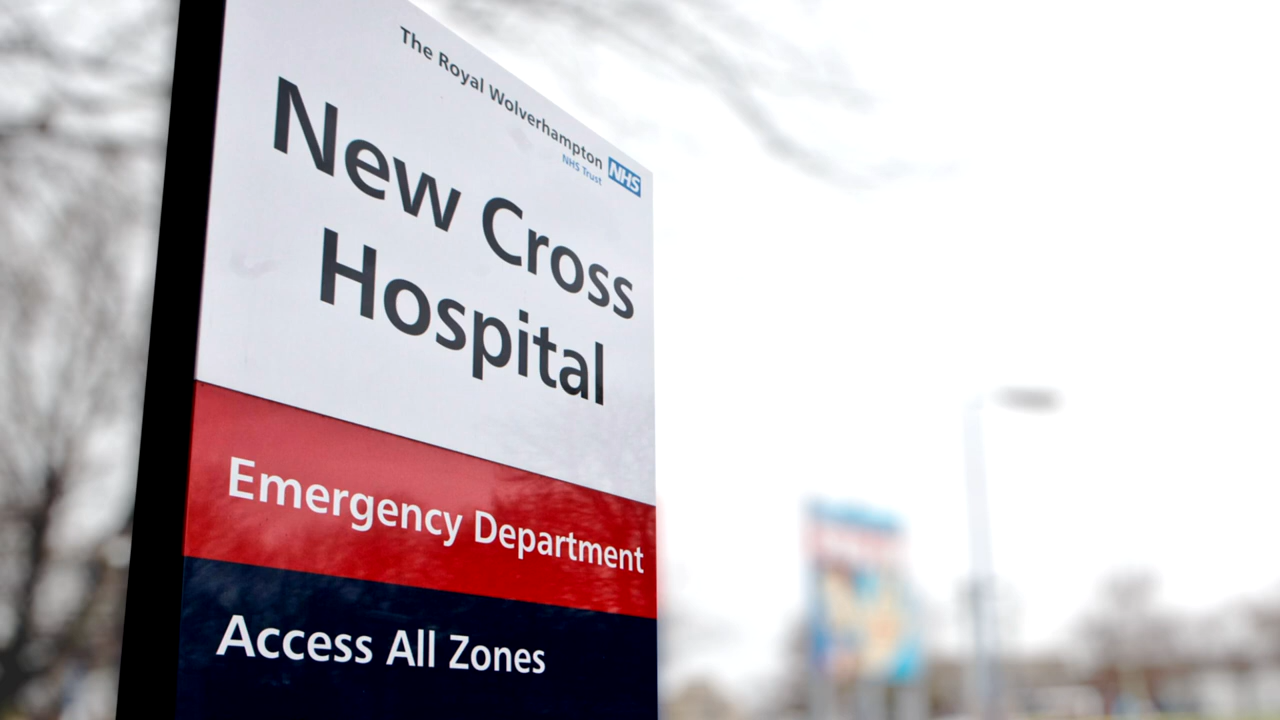 The Royal Wolverhampton NHS
NHS Trust
New Cross
Hospital
Emergency Department
Access All Zones